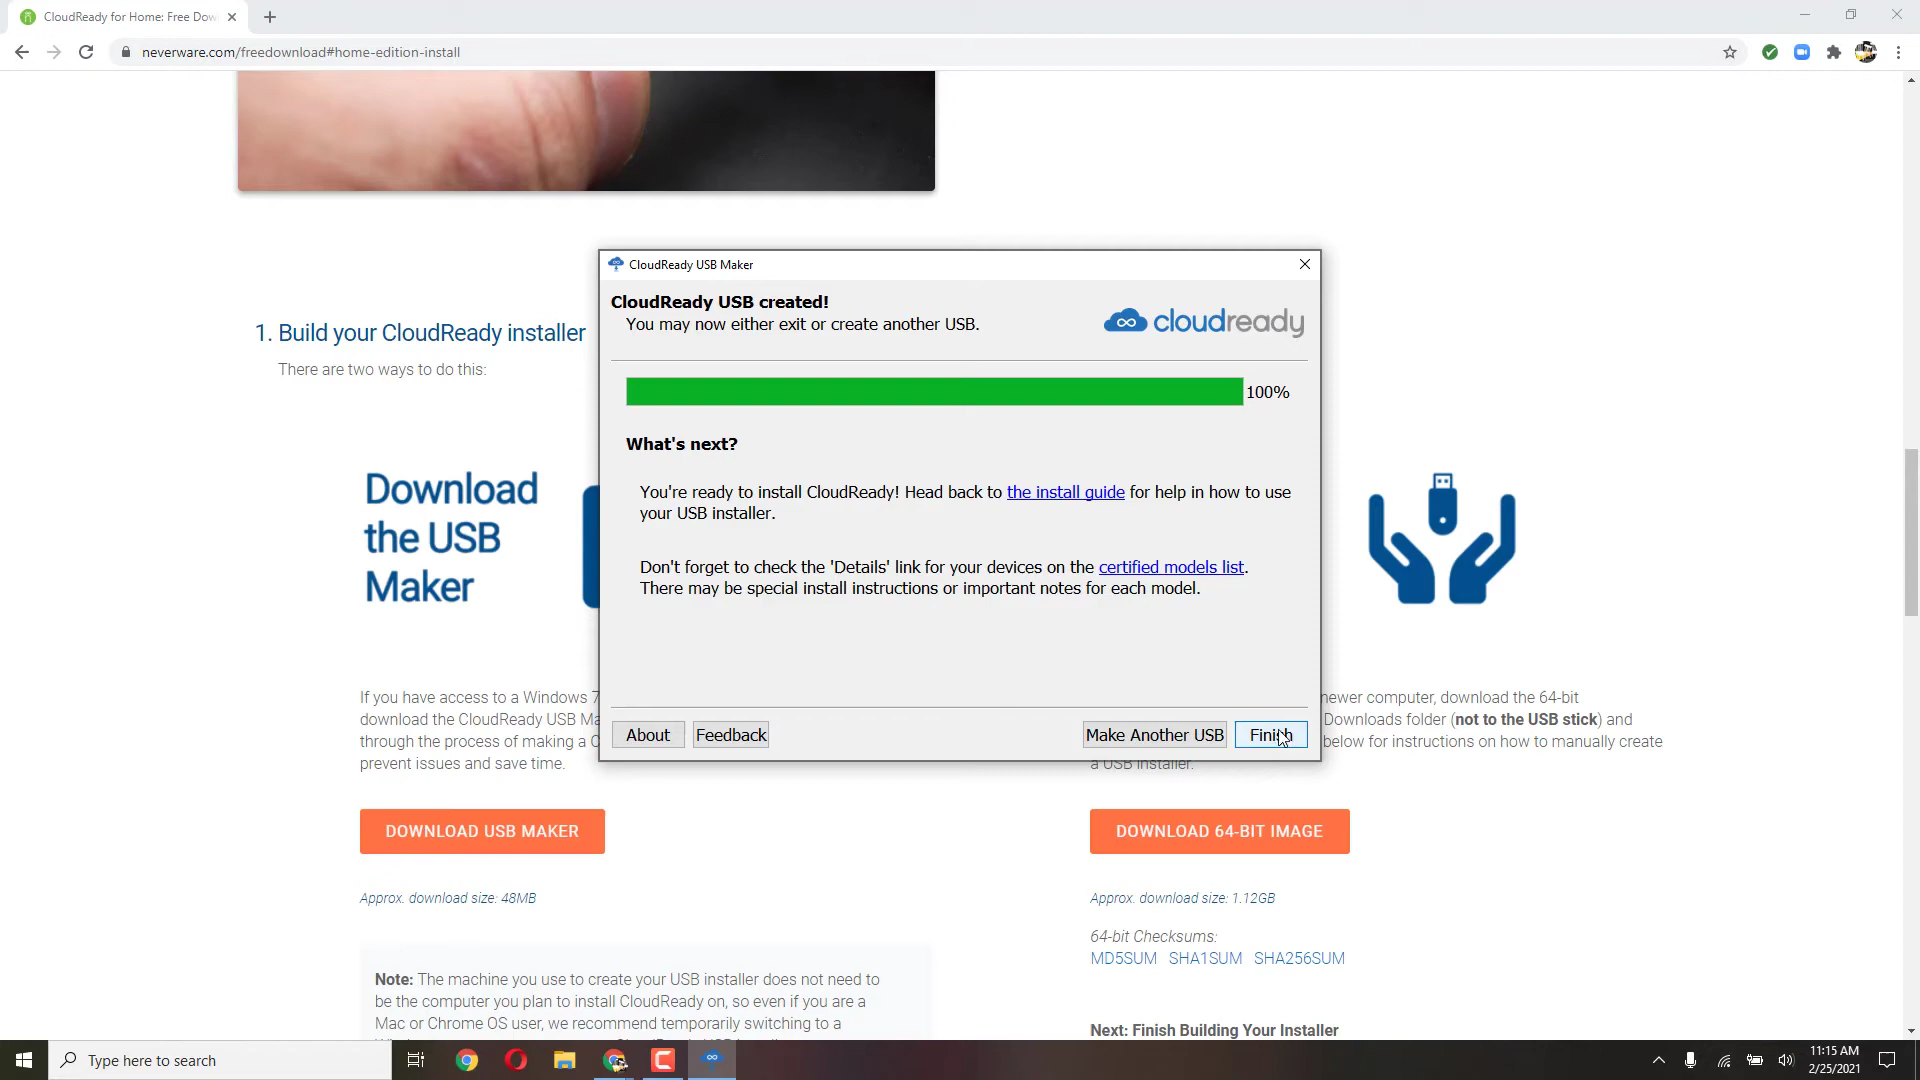 CloudReady for Home: Free Dow
neverware.com/freedownload#home-edition-install
CloudReady USB Maker
CloudReady USB created!
You may now either exit or create another USB.
cloudready
100%
What's next?
You're ready to install CloudReady! Head back to the install guide for help in how to use
your USB installer.
Don't forget to check the 'Details' link for your devices on the certified models list.
There may be special install instructions or important notes for each model.
About
Feedback
Make Another USB
Finish
1. Build your CloudReady installer
There are two ways to do this:
Download
the USB
Maker
If you have access to a Windows 7
download the CloudReady USB Ma
through the process of making a C
prevent issues and save time.
DOWNLOAD USB MAKER
Approx. download size: 48MB
Note: The machine you use to create your USB installer does not need to
be the computer you plan to install CloudReady on, so even if you are a
Mac or Chrome OS user, we recommend temporarily switching to a
newer computer, download the 64-bit
Downloads folder (not to the USB stick) and
below for instructions on how to manually create
a USB installer.
DOWNLOAD 64-BIT IMAGE
Approx. download size: 1.12GB
64-bit Checksums:
MD5SUM SHA1SUM SHA256SUM
Next: Finish Building Your Installer
Type here to search
11:15 AM
2/25/2021